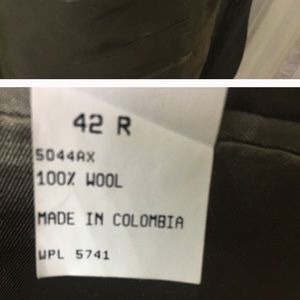 42 R
5044AX
100% WOOL
MADE IN COLOMBIA
WPL 5741